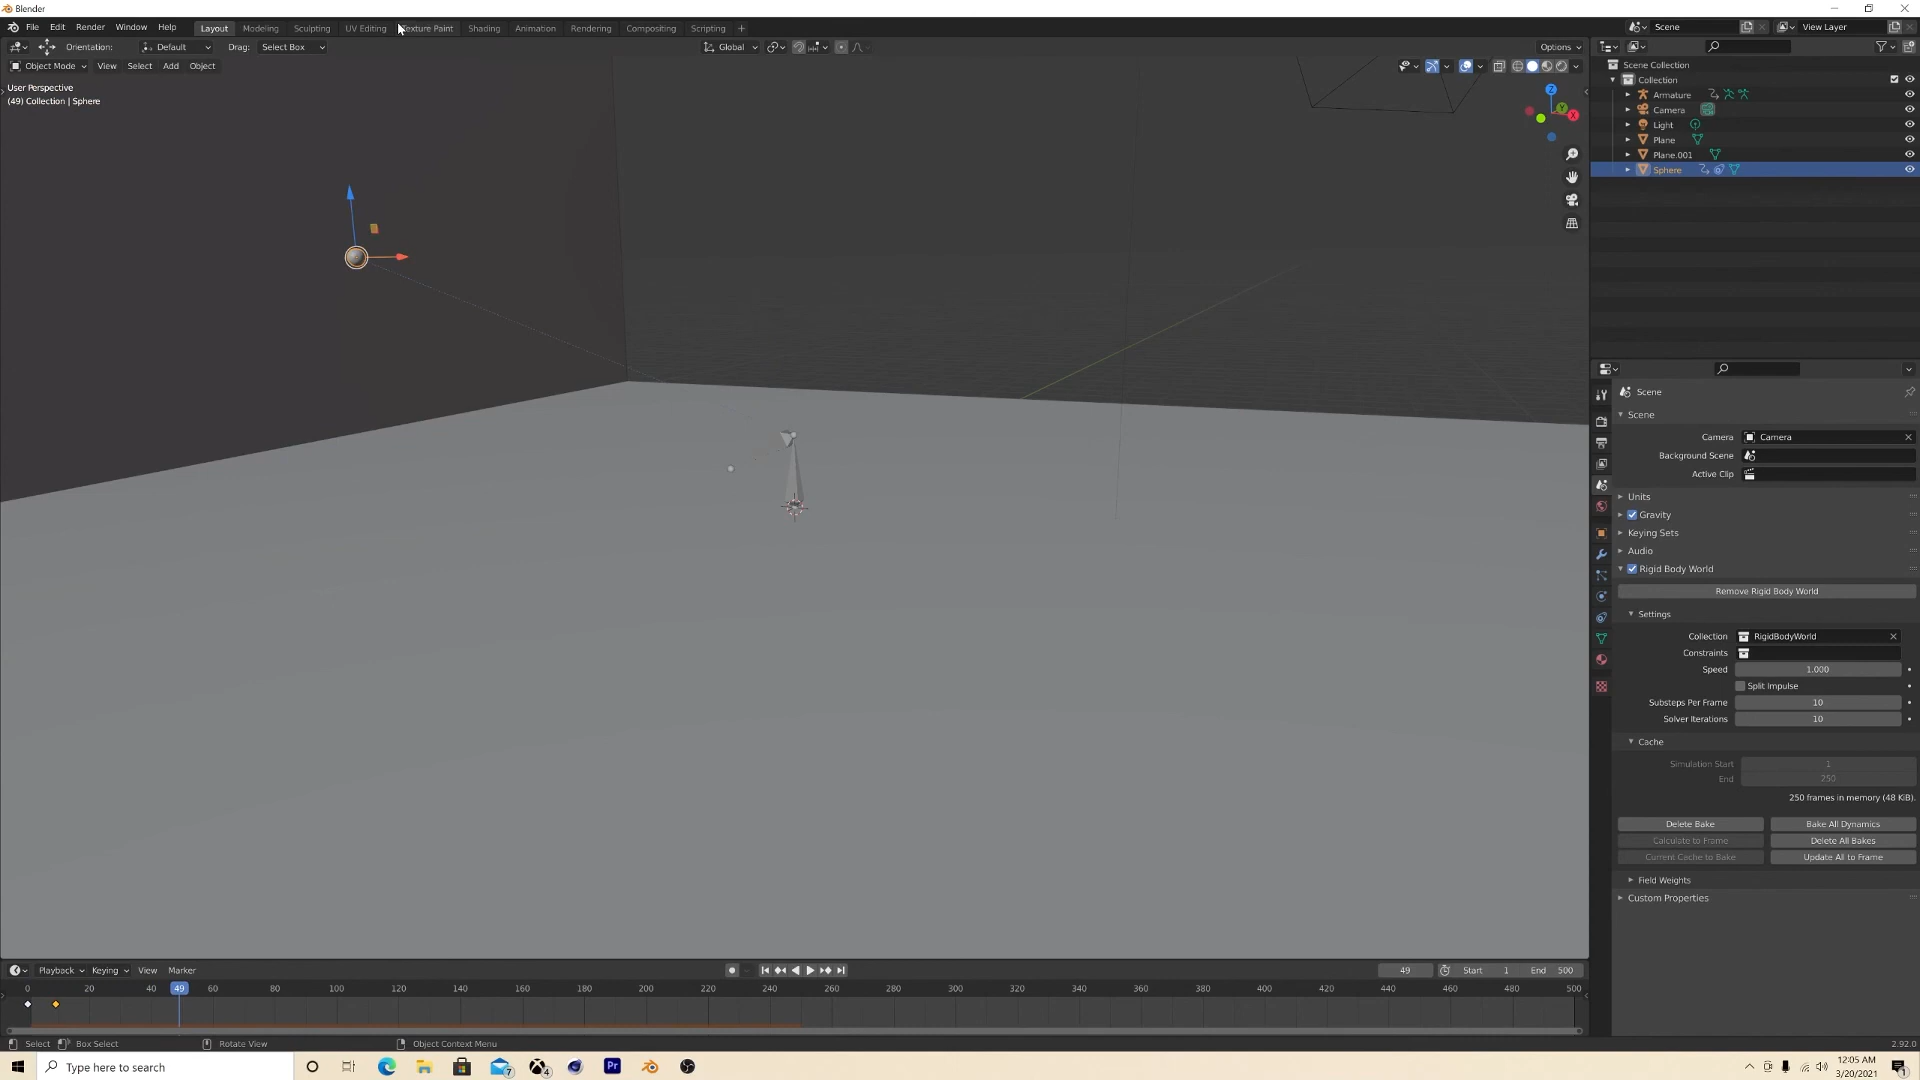 Blender
File Edit Render Window Help Layout Modeling Sculpting UV Editing Texture Paint Shading Animation Rendering Compositing Scripting + Scene View Layer
Orientation: Default Drag: Select Box Global Options
Object Mode View Select Add Object
User Perspective
(49) Collection | Sphere
Z
Y
X
Scene Collection
Collection
Armature
Camera
Light
Plane
Plane.001
Sphere
Scene
Scene
Camera Camera
Background Scene
Active Clip
Units
Gravity
Keying Sets
Audio
Rigid Body World
Remove Rigid Body World
Settings
Collection RigidBodyWorld
Constraints
Speed 1.000
Split Impulse
Substeps Per Frame 10
Solver Iterations 10
Cache
Simulation Start 1
End 250
250 frames in memory (48 KiB).
Delete Bake Bake All Dynamics
Calculate to Frame Delete All Bakes
Current Cache to Bake Update All to Frame
Field Weights
Custom Properties
Playback Keying View Marker 49 Start 1 End 500
0 20 40 49 60 80 100 120 140 160 180 200 220 240 260 280 300 320 340 360 380 400 420 440 460 480 500
Select Box Select Rotate View Object Context Menu 2.92.0
Type here to search 7 4 Pr 12:05 AM
3/20/2021 1